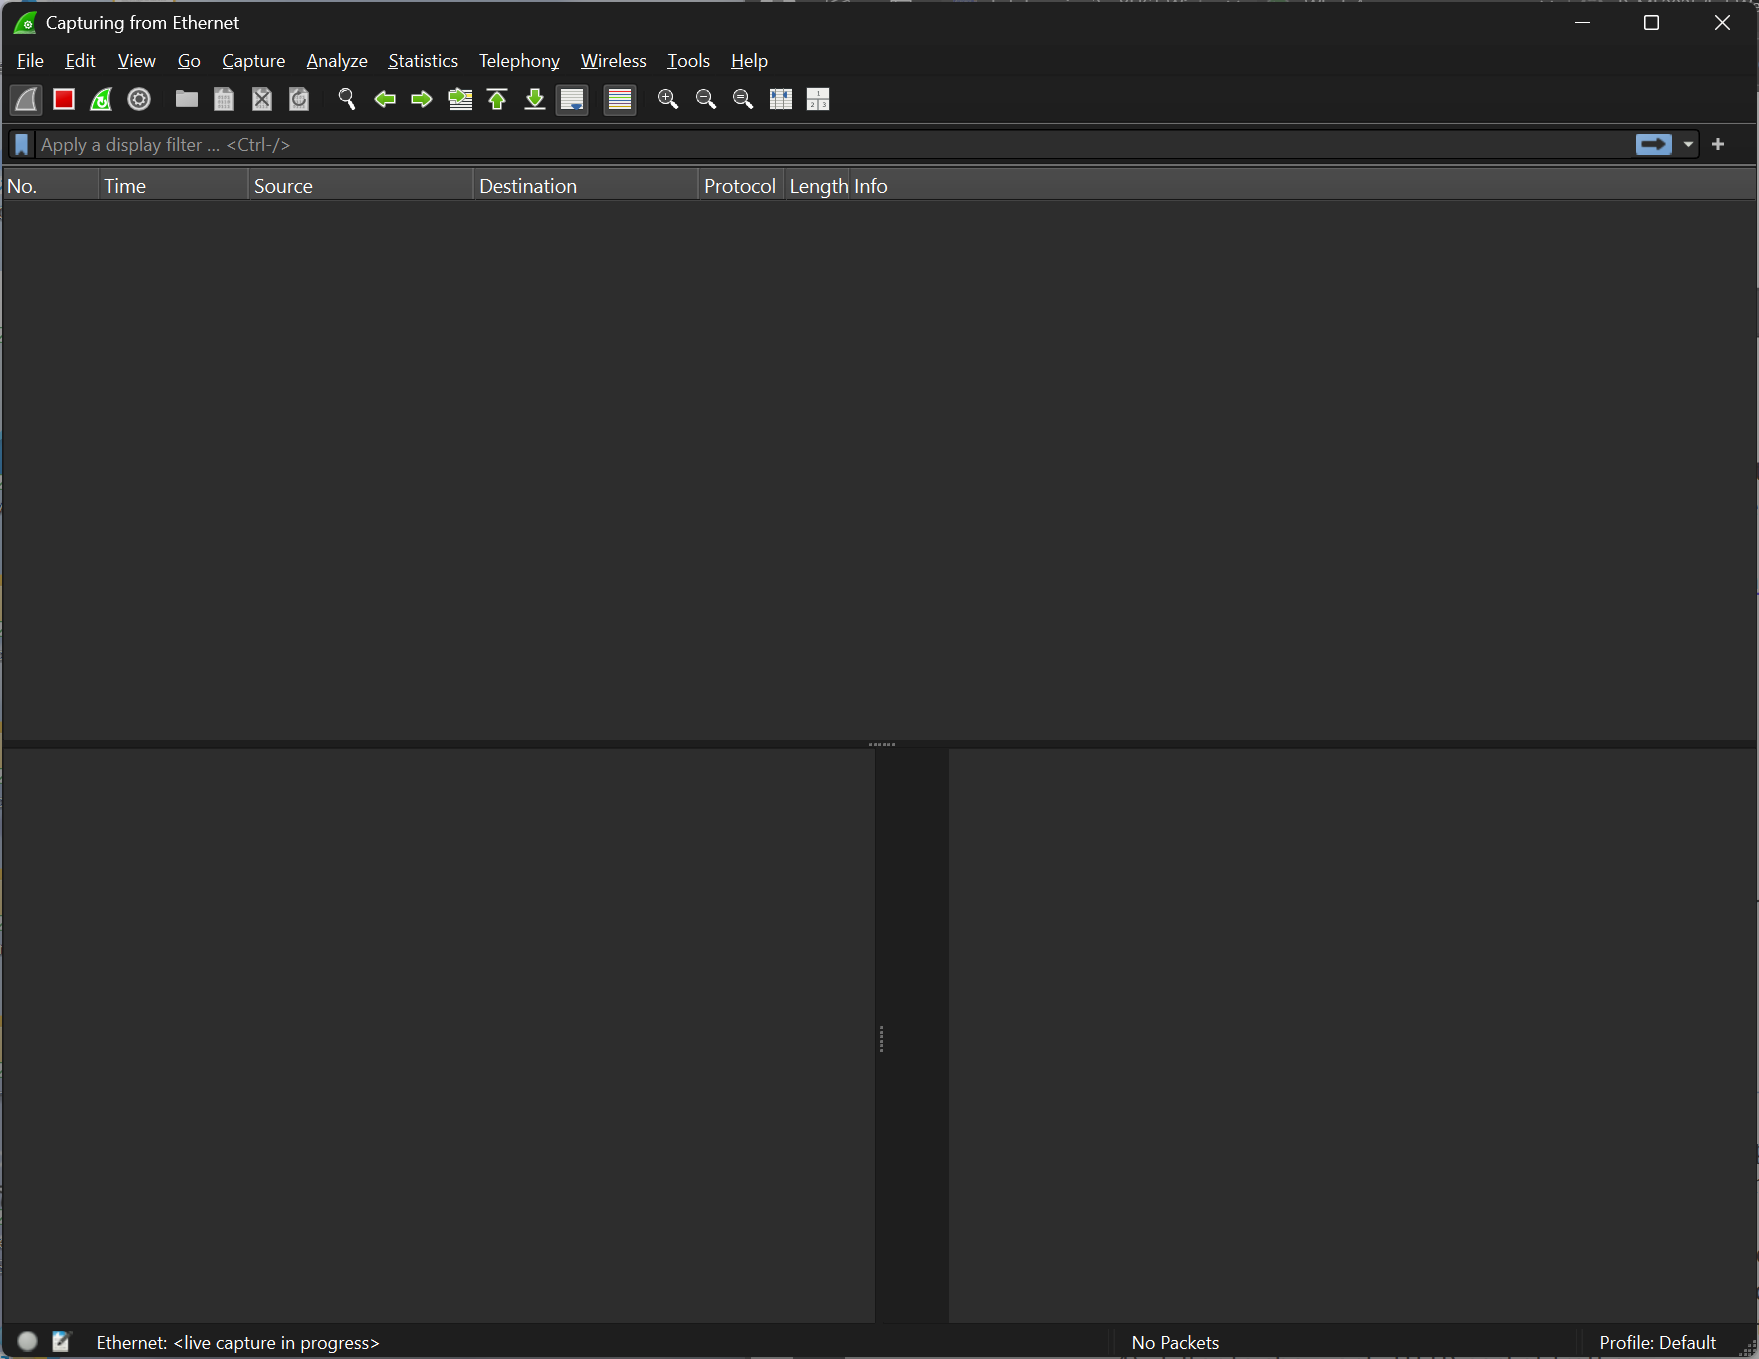 Capturing from Ethernet
File Edit View Go Capture Analyze Statistics Telephony Wireless Tools Help
Apply a display filter ... <Ctrl-/>
No. Time Source Destination Protocol Length Info
Ethernet: <live capture in progress> No Packets Profile: Default